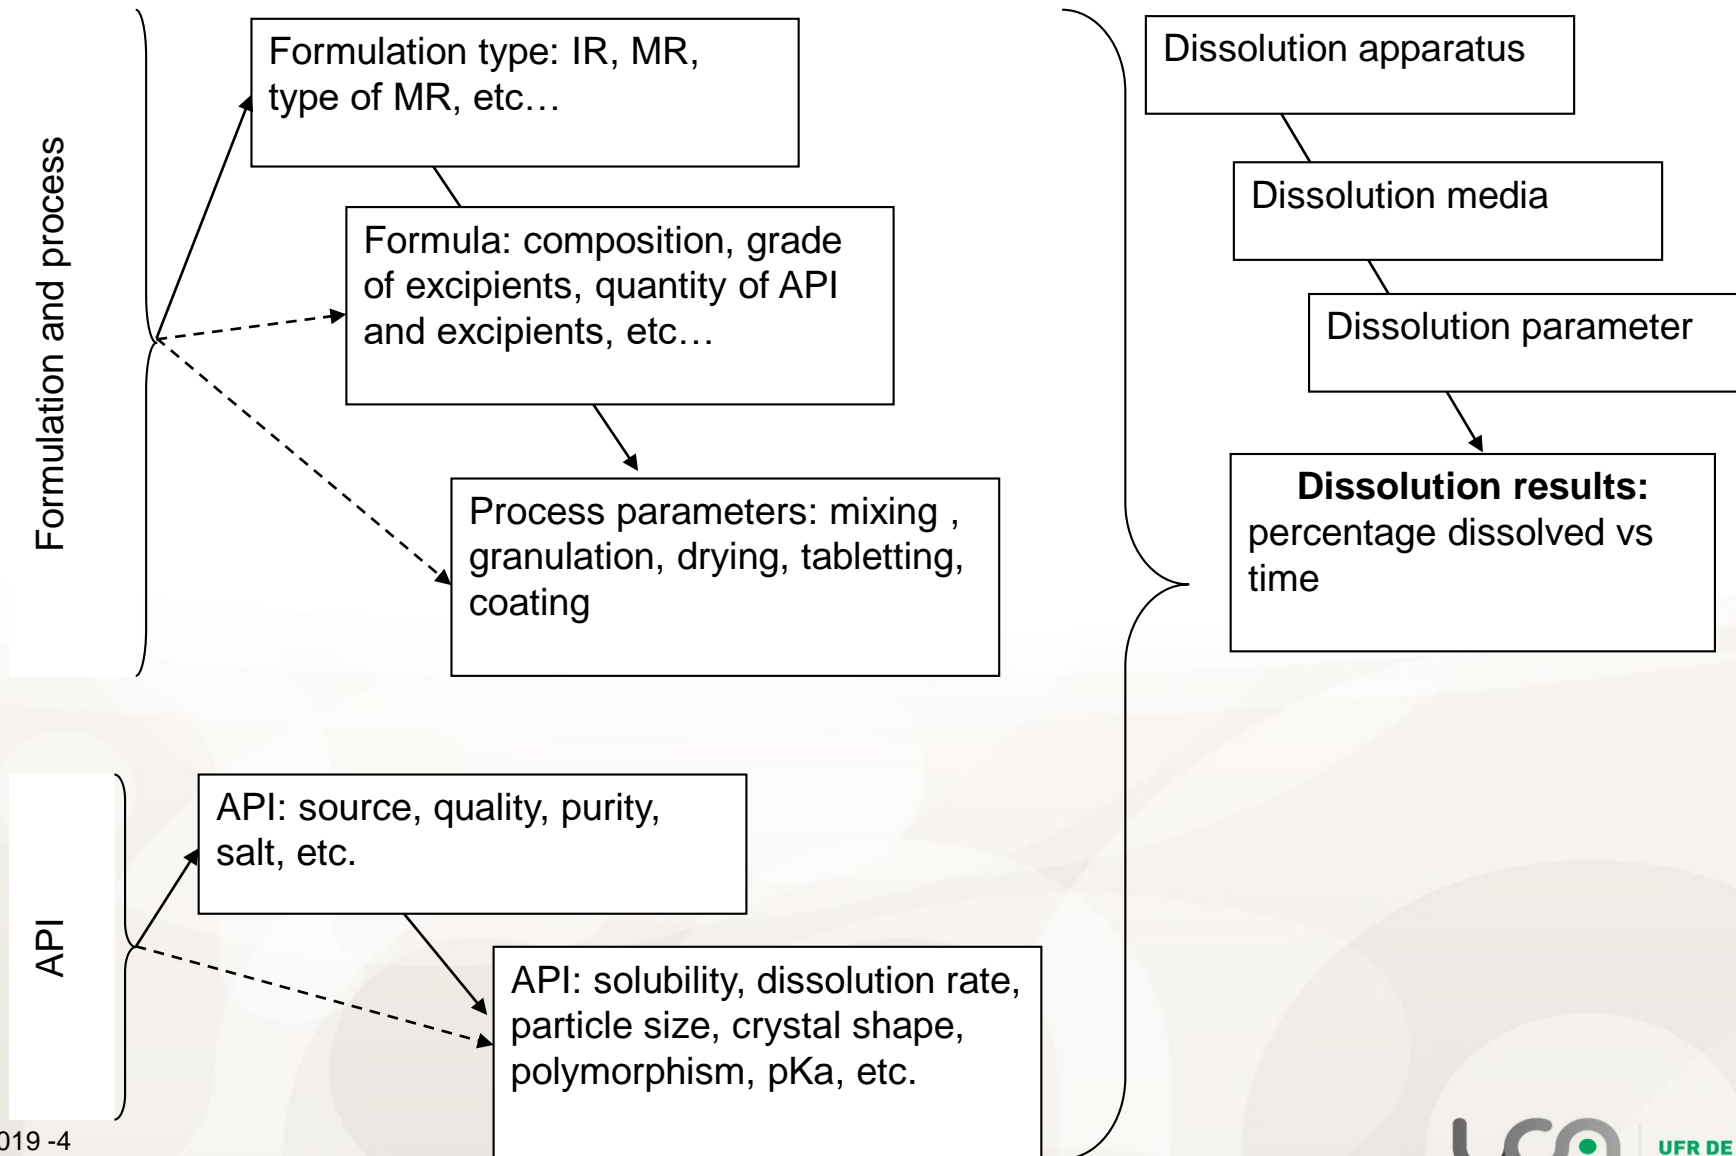 Formulation and process
Formulation type: IR, MR,
type of MR, etc…
Formula: composition, grade
of excipients, quantity of API
and excipients, etc…
Process parameters: mixing ,
granulation, drying, tabletting,
coating
API
API: source, quality, purity,
salt, etc.
API: solubility, dissolution rate,
particle size, crystal shape,
polymorphism, pKa, etc.
Dissolution apparatus
Dissolution media
Dissolution parameter
Dissolution results:
percentage dissolved vs
time
019 -4
uca
UFR DE